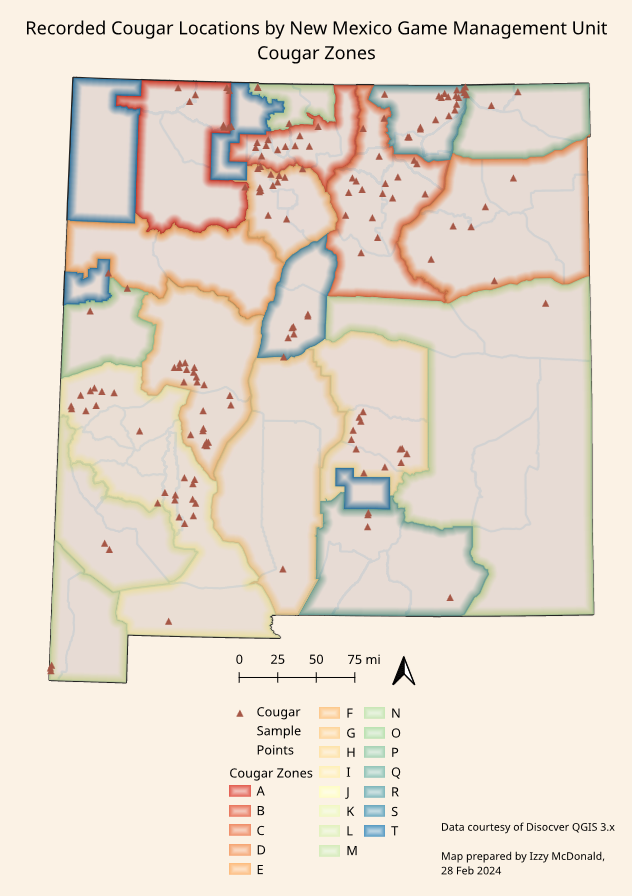 Recorded Cougar Locations by New Mexico Game Management Unit
Cougar Zones
0 25 50 75 mi
Cougar
Sample
Points
Cougar Zones
A
B
C
D
E
F
G
H
I
J
K
L
M
N
O
P
Q
R
S
T
Data courtesy of Disocver QGIS 3.x
Map prepared by Izzy McDonald,
28 Feb 2024